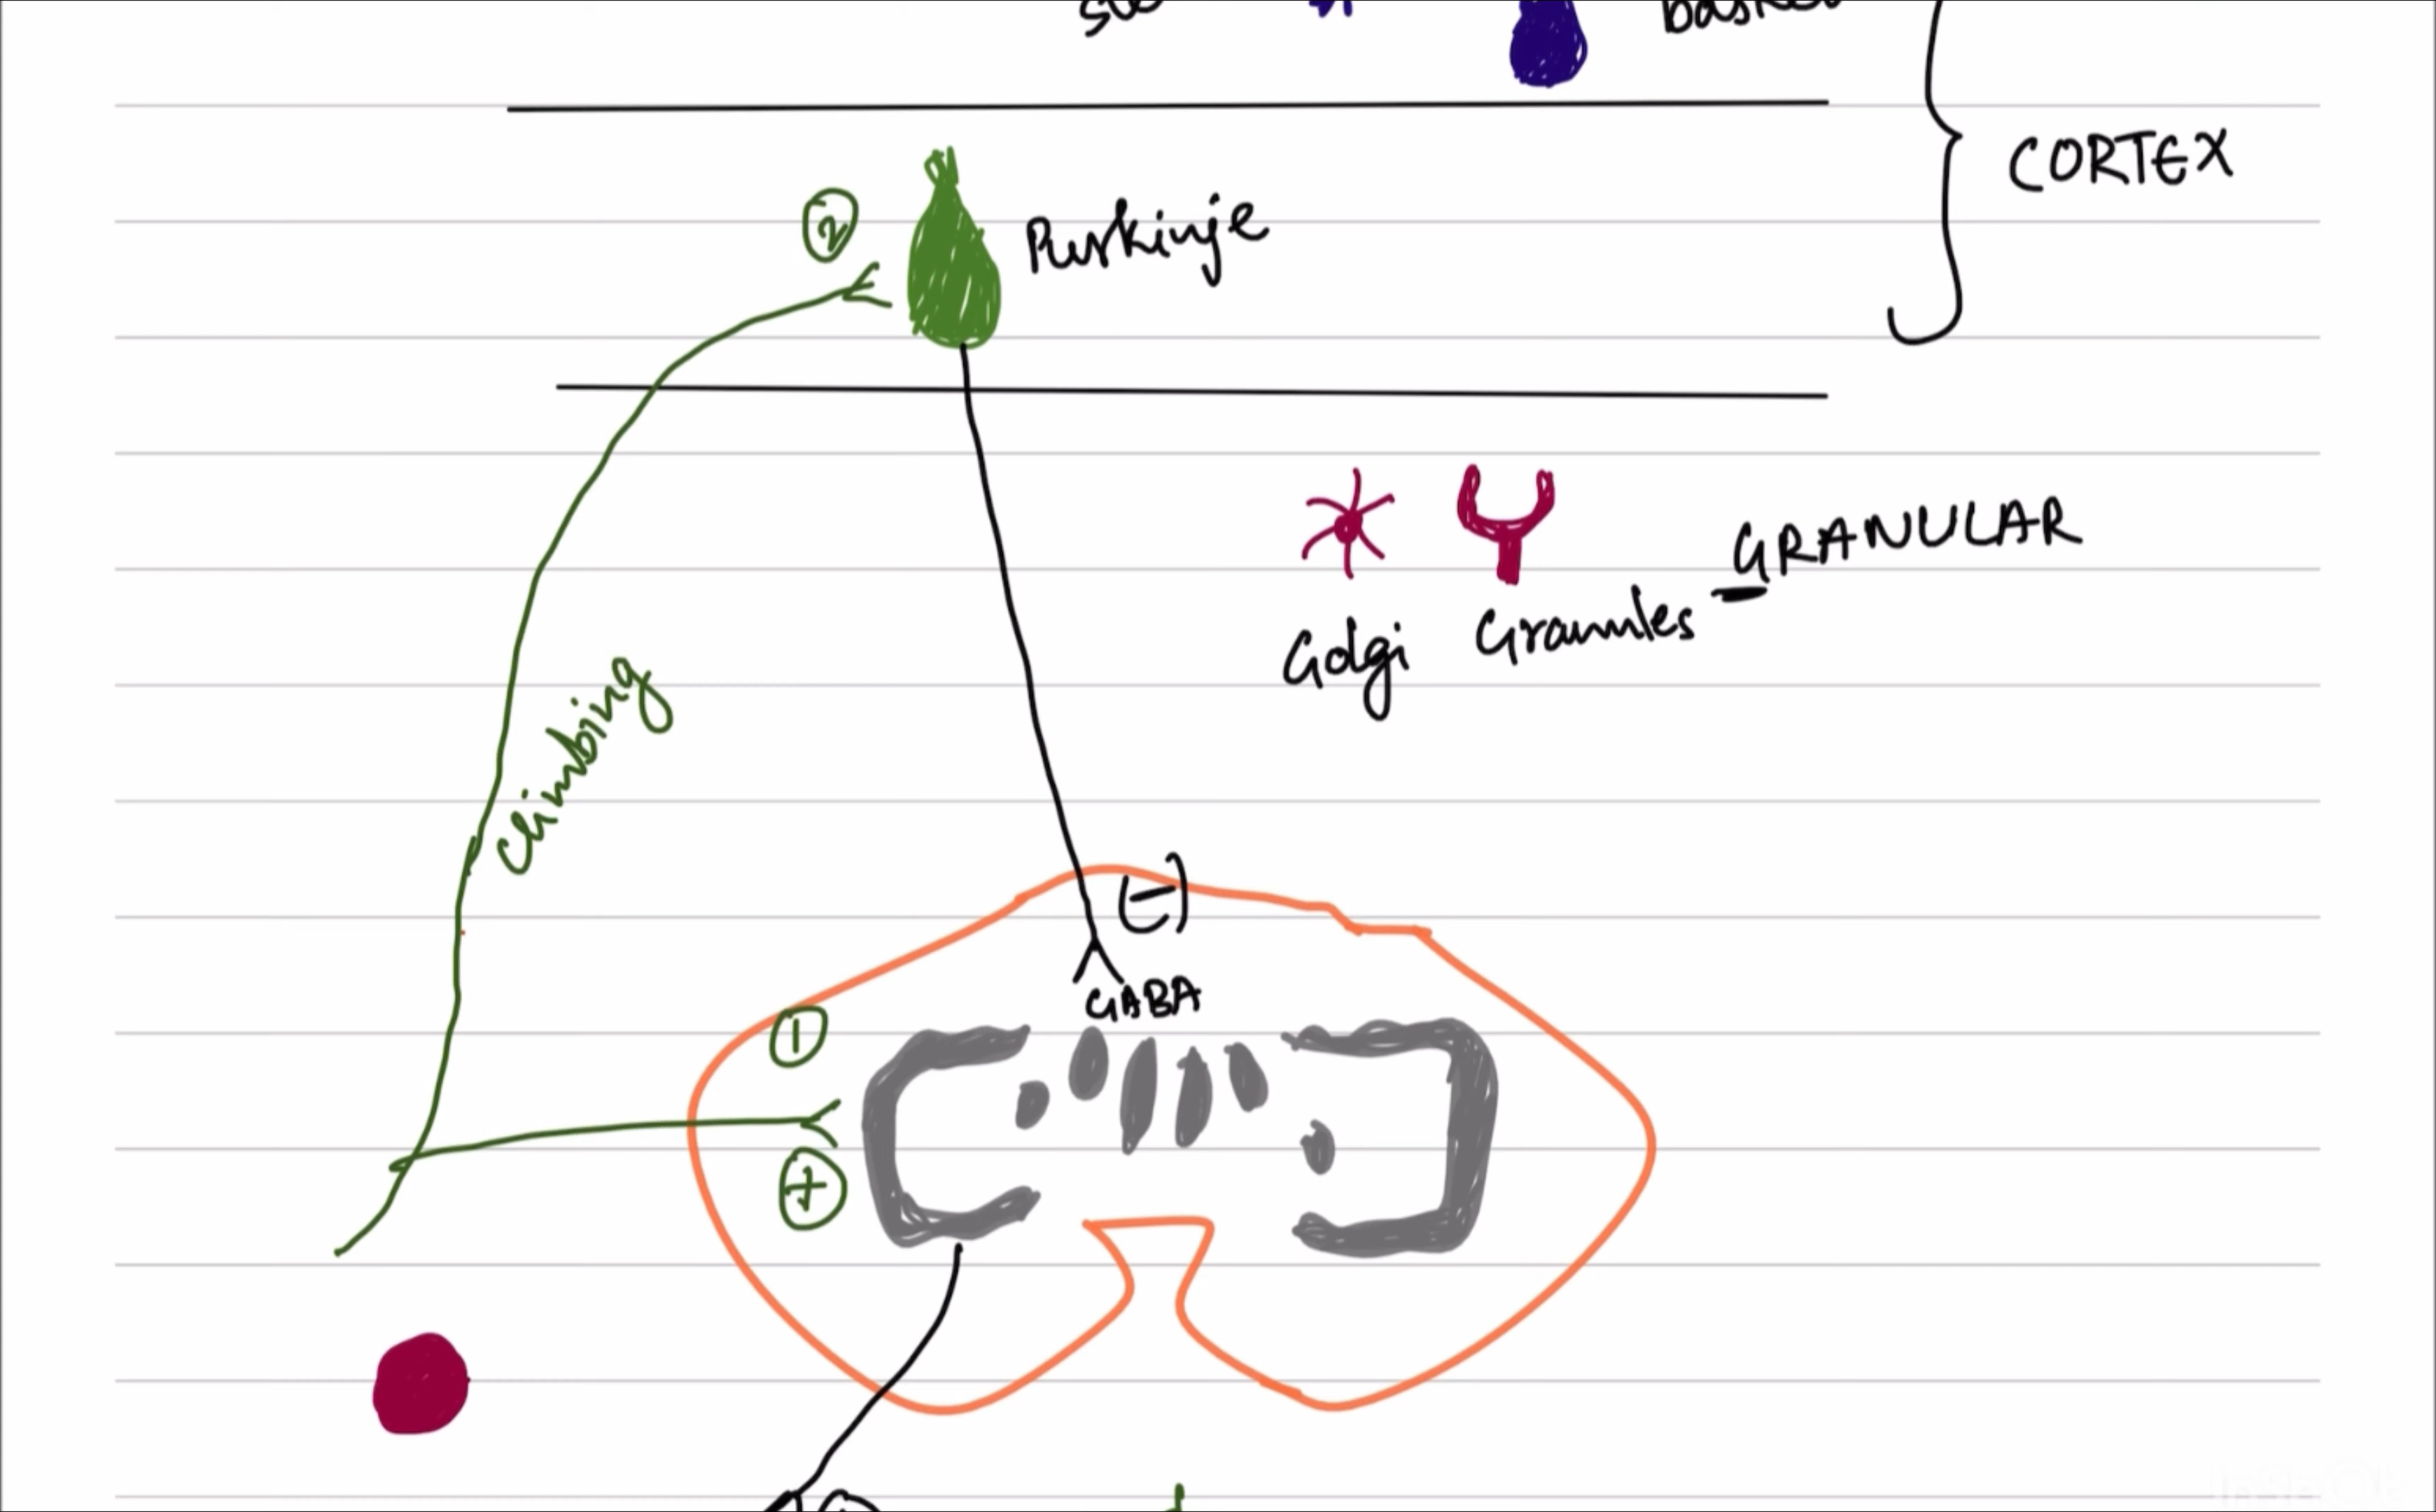 CORTEX
②
Purkinje
GRANULAR
Golgi
Granules
climbing
(-)
GABA
①
+